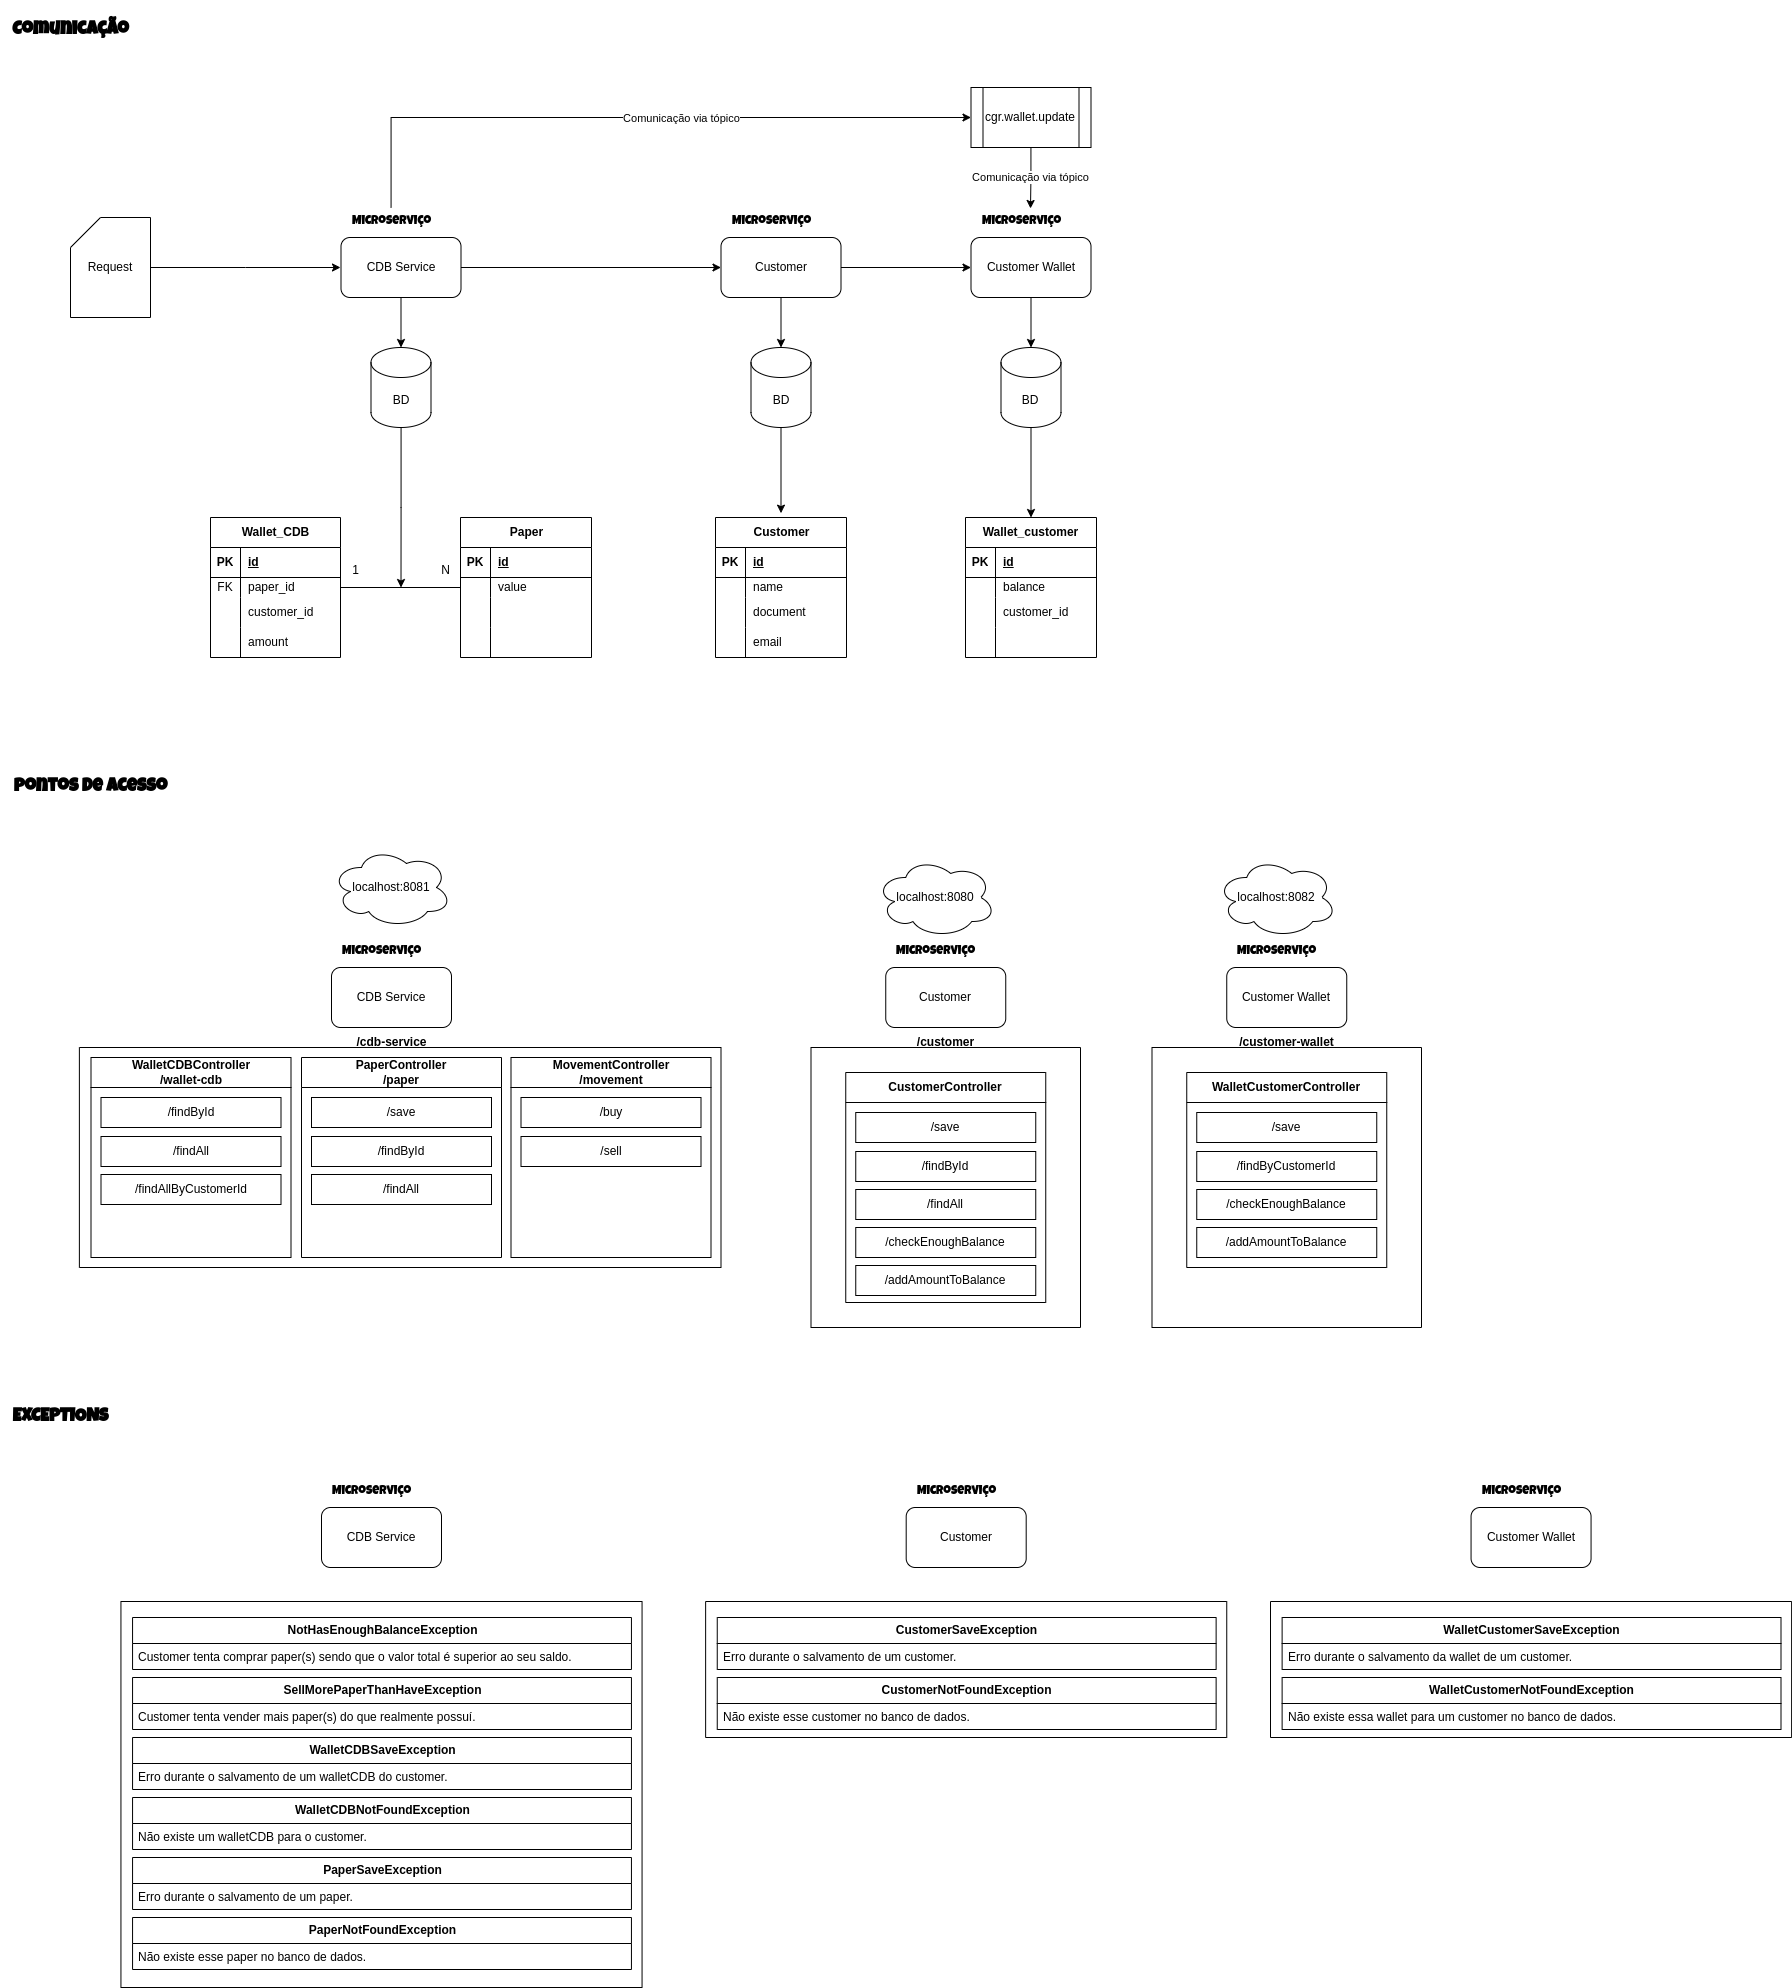 Comunicação
Comunicação via tópico
cgr.wallet.update
Comunicação via tópico
Microserviço
Microserviço
Microserviço
Request
CDB Service
Customer
Customer Wallet
BD
BD
BD
Wallet_CDB
PK
id
FK
paper_id
customer_id
amount
1
N
Paper
PK
id
value
Customer
PK
id
name
document
email
Wallet_customer
PK
id
balance
customer_id
Pontos de Acesso
localhost:8081
localhost:8080
localhost:8082
Microserviço
Microserviço
Microserviço
CDB Service
Customer
Customer Wallet
/cdb-service
WalletCDBController
/wallet-cdb
/findById
/findAll
/findAllByCustomerId
PaperController
/paper
/save
/findById
/findAll
MovementController
/movement
/buy
/sell
/customer
CustomerController
/save
/findById
/findAll
/checkEnoughBalance
/addAmountToBalance
/customer-wallet
WalletCustomerController
/save
/findByCustomerId
/checkEnoughBalance
/addAmountToBalance
EXCEPTIONS
Microserviço
Microserviço
Microserviço
CDB Service
Customer
Customer Wallet
NotHasEnoughBalanceException
Customer tenta comprar paper(s) sendo que o valor total é superior ao seu saldo.
SellMorePaperThanHaveException
Customer tenta vender mais paper(s) do que realmente possuí.
WalletCDBSaveException
Erro durante o salvamento de um walletCDB do customer.
WalletCDBNotFoundException
Não existe um walletCDB para o customer.
PaperSaveException
Erro durante o salvamento de um paper.
PaperNotFoundException
Não existe esse paper no banco de dados.
CustomerSaveException
Erro durante o salvamento de um customer.
CustomerNotFoundException
Não existe esse customer no banco de dados.
WalletCustomerSaveException
Erro durante o salvamento da wallet de um customer.
WalletCustomerNotFoundException
Não existe essa wallet para um customer no banco de dados.